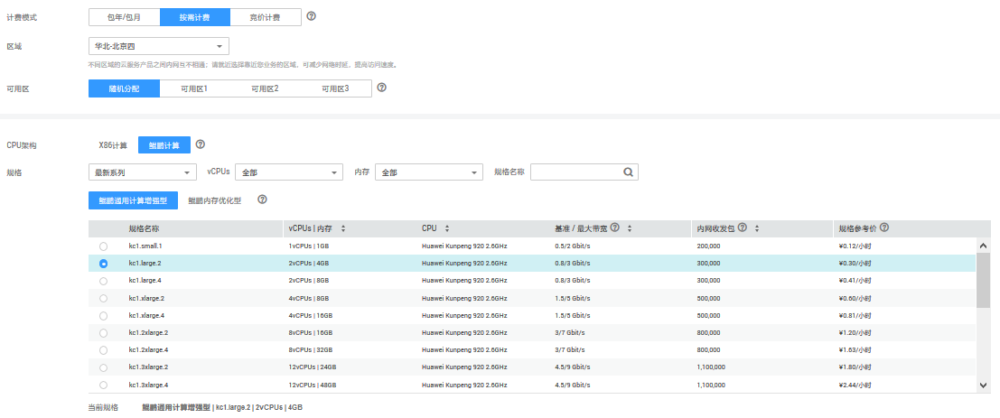 计费模式 包年/包月 按需计费 竞价计费
区域 华北-北京四
不同区域的云服务产品之间内网互不相通；请就近选择靠近您业务的区域，可减少网络时延，提高访问速度。
可用区 随机分配 可用区1 可用区2 可用区3
CPU架构 X86计算 鲲鹏计算
规格 最新系列 vCPUs 全部 内存 全部 规格名称
鲲鹏通用计算增强型 鲲鹏内存优化型
规格名称 vCPUs | 内存 CPU 基准 / 最大带宽 内网收发包 规格参考价
kc1.small.1 1vCPUs | 1GB Huawei Kunpeng 920 2.6GHz 0.5/2 Gbit/s 200,000 ¥0.12/小时
kc1.large.2 2vCPUs | 4GB Huawei Kunpeng 920 2.6GHz 0.8/3 Gbit/s 300,000 ¥0.30/小时
kc1.large.4 2vCPUs | 8GB Huawei Kunpeng 920 2.6GHz 0.8/3 Gbit/s 300,000 ¥0.41/小时
kc1.xlarge.2 4vCPUs | 8GB Huawei Kunpeng 920 2.6GHz 1.5/5 Gbit/s 500,000 ¥0.60/小时
kc1.xlarge.4 4vCPUs | 16GB Huawei Kunpeng 920 2.6GHz 1.5/5 Gbit/s 500,000 ¥0.81/小时
kc1.2xlarge.2 8vCPUs | 16GB Huawei Kunpeng 920 2.6GHz 3/7 Gbit/s 800,000 ¥1.20/小时
kc1.2xlarge.4 8vCPUs | 32GB Huawei Kunpeng 920 2.6GHz 3/7 Gbit/s 800,000 ¥1.63/小时
kc1.3xlarge.2 12vCPUs | 24GB Huawei Kunpeng 920 2.6GHz 4.5/9 Gbit/s 1,100,000 ¥1.80/小时
kc1.3xlarge.4 12vCPUs | 48GB Huawei Kunpeng 920 2.6GHz 4.5/9 Gbit/s 1,100,000 ¥2.44/小时
当前规格 鲲鹏通用计算增强型 | kc1.large.2 | 2vCPUs | 4GB